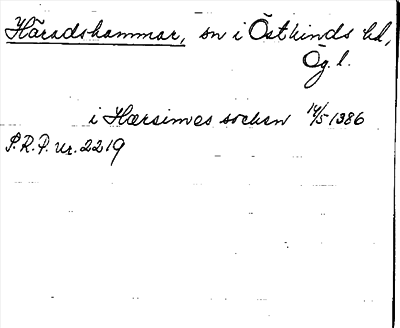 Häradshammar, sn i Östkinds hd,
Ög. l.
i Hærsimes sochen 14/5 1386
S.R.P. nr. 2219